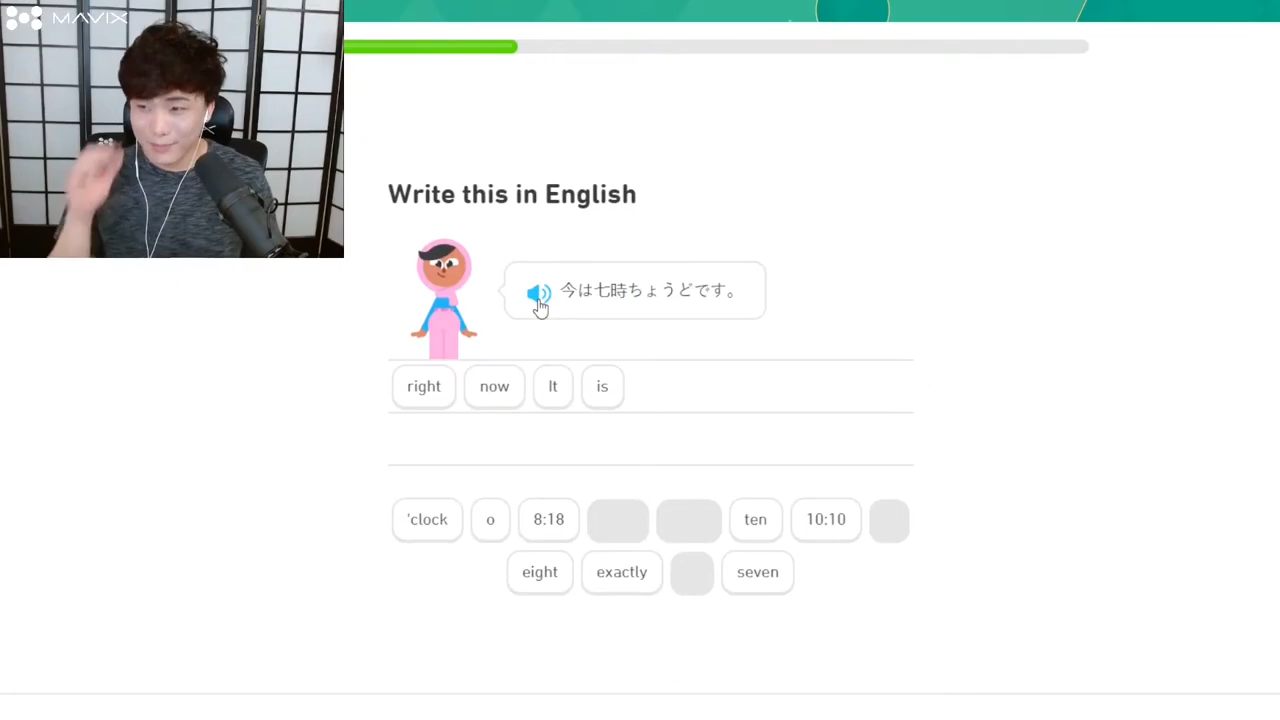 MAVIX
Write this in English
今は七時ちょうどです。
right now It is
'clock o 8:18 ten 10:10
eight exactly seven